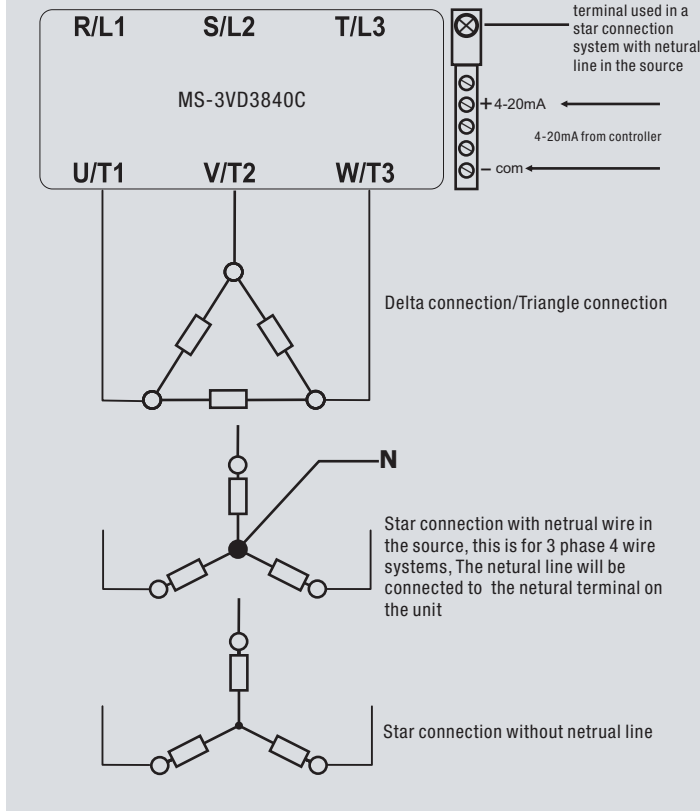 terminal used in a
star connection
system with netural
line in the source
R/L1 S/L2 T/L3
MS-3VD3840C
+ 4-20mA
4-20mA from controller
– com
U/T1 V/T2 W/T3
Delta connection/Triangle connection
N
Star connection with netrual wire in
the source, this is for 3 phase 4 wire
systems, The netural line will be
connected to the netural terminal on
the unit
Star connection without netrual line